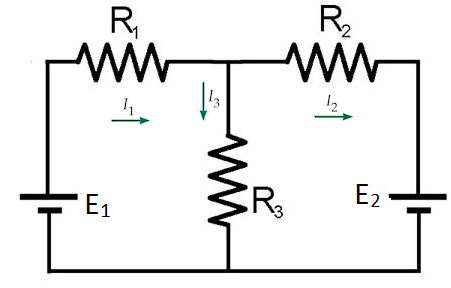 R₁
R₂
I₁
I₃
I₂
E₁
R₃
E₂